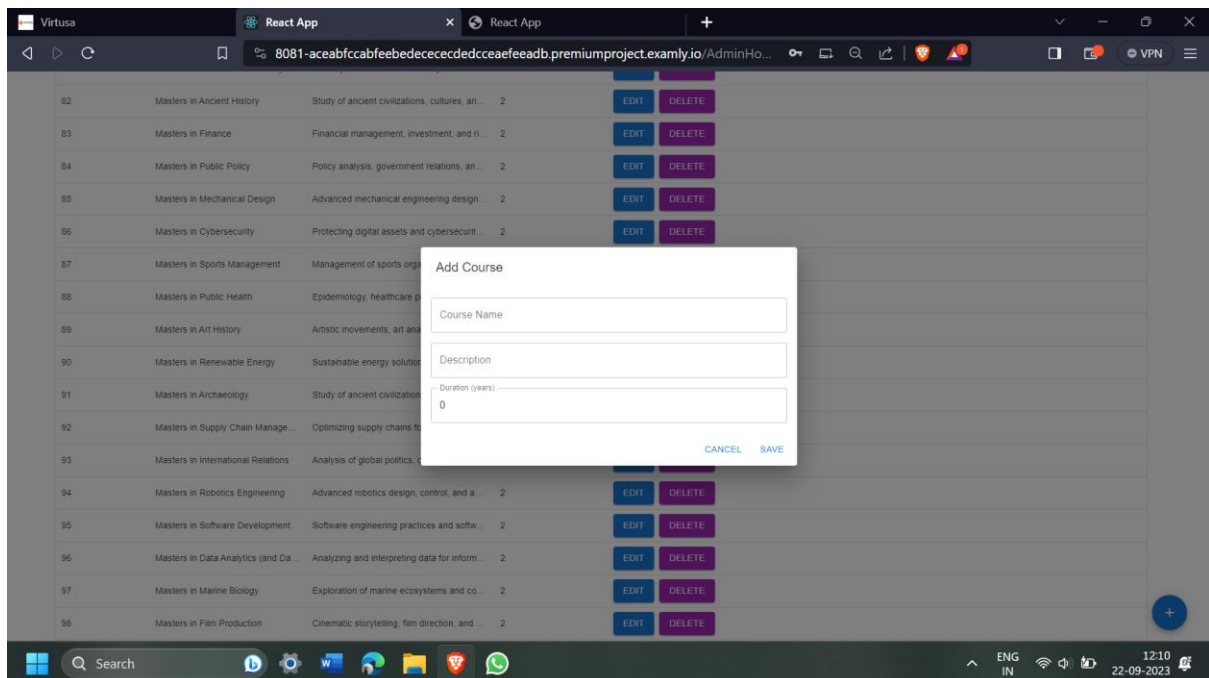 Virtusa React App React App
8081-aceabfccabfeebedecececdedcceaefeeadb.premiumproject.examly.io/AdminHo... VPN
82 Masters in Ancient History Study of ancient civilizations, cultures, an... 2 EDIT DELETE
83 Masters in Finance Financial management, investment, and ri... 2 EDIT DELETE
84 Masters in Public Policy Policy analysis, government relations, an... 2 EDIT DELETE
85 Masters in Mechanical Design Advanced mechanical engineering design... 2 EDIT DELETE
86 Masters in Cybersecurity Protecting digital assets and cybersecurit... 2 EDIT DELETE
87 Masters in Sports Management Management of sports orga
88 Masters in Public Health Epidemiology, healthcare p
89 Masters in Art History Artistic movements, art ana
90 Masters in Renewable Energy Sustainable energy solution
91 Masters in Archaeology Study of ancient civilization
92 Masters in Supply Chain Manage... Optimizing supply chains fo
93 Masters in International Relations Analysis of global politics, c
Add Course
Course Name
Description
Duration (years)
0
CANCEL SAVE
94 Masters in Robotics Engineering Advanced robotics design, control, and a... 2 EDIT DELETE
95 Masters in Software Development Software engineering practices and softw... 2 EDIT DELETE
96 Masters in Data Analytics (and Da... Analyzing and interpreting data for inform... 2 EDIT DELETE
97 Masters in Marine Biology Exploration of marine ecosystems and co... 2 EDIT DELETE
98 Masters in Film Production Cinematic storytelling, film direction, and ... 2 EDIT DELETE
Search ENG 12:10
IN 22-09-2023